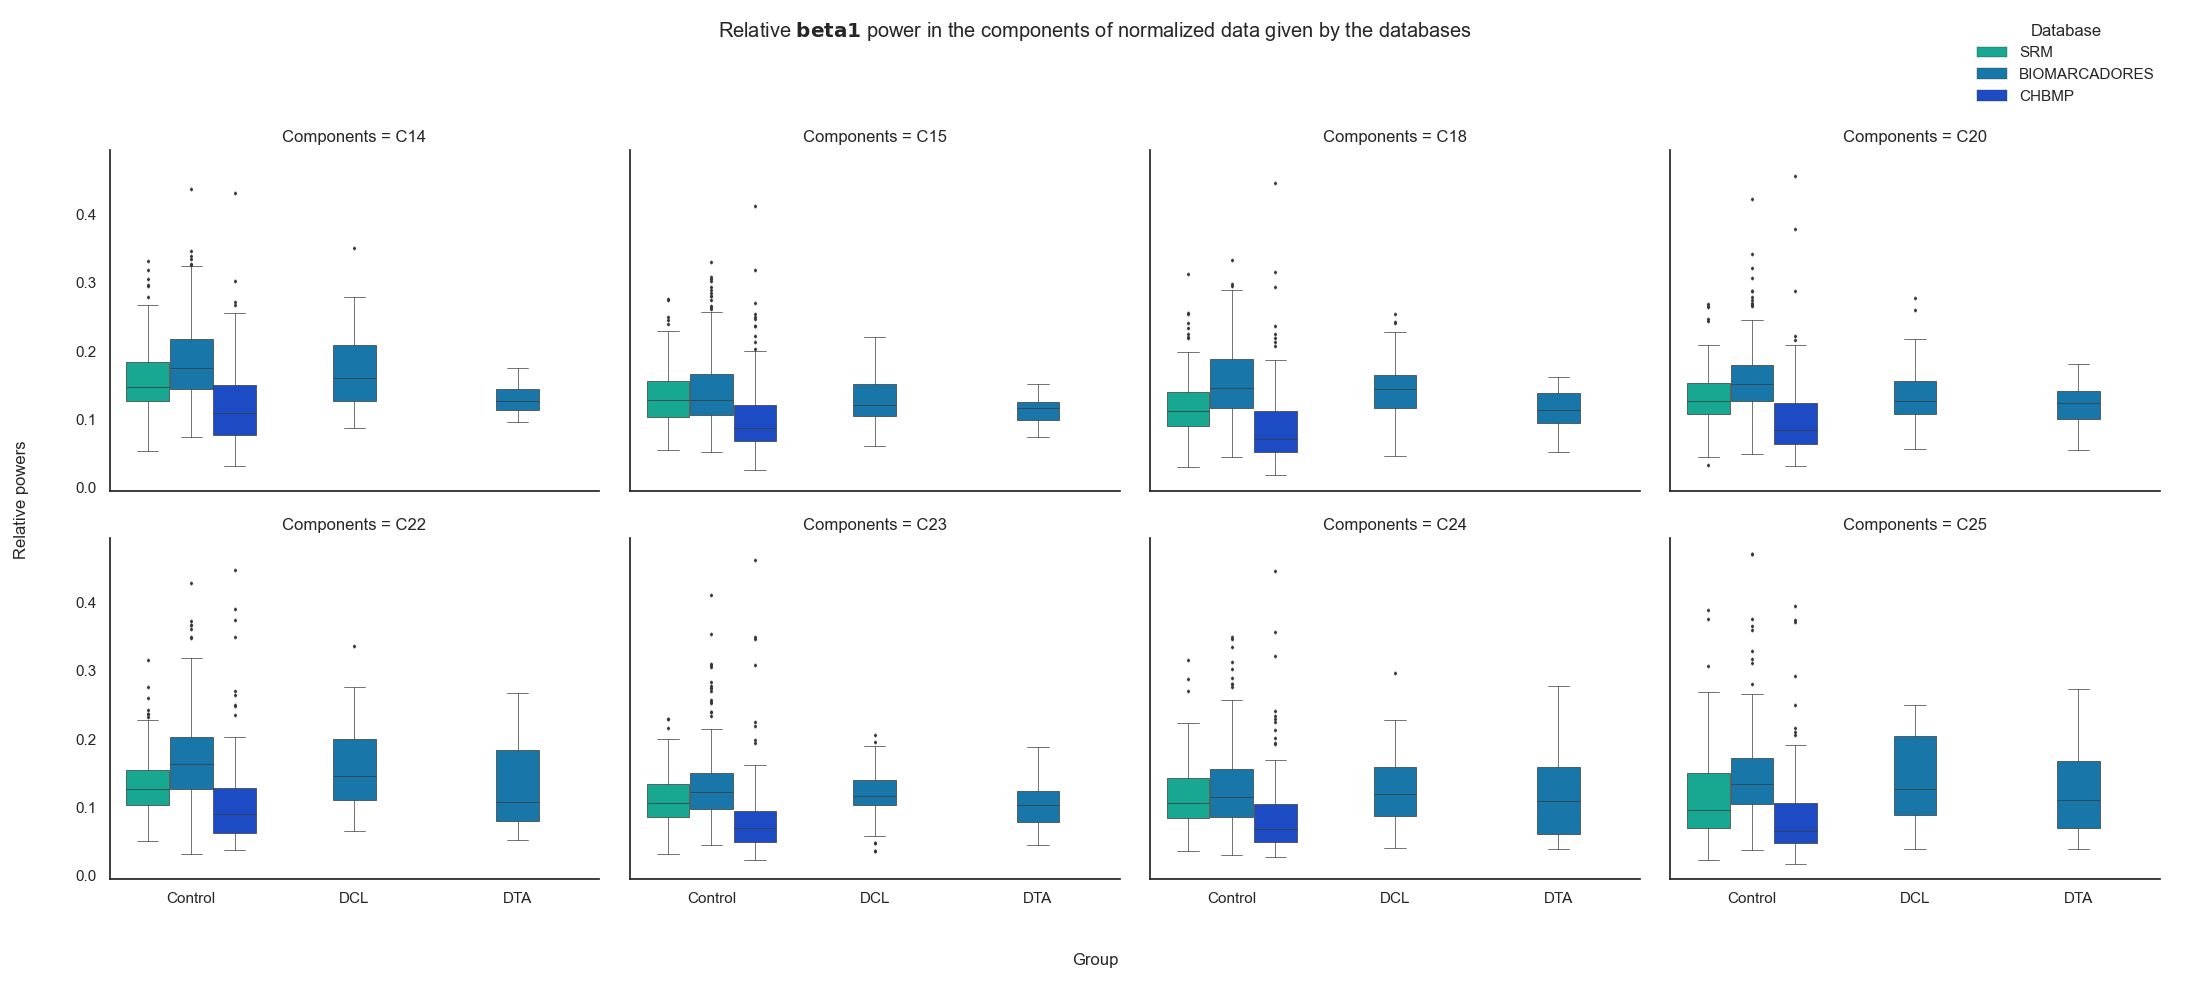 Relative beta1 power in the components of normalized data given by the databases
Database
SRM
BIOMARCADORES
CHBMP
Components = C14
Components = C15
Components = C18
Components = C20
0.4
0.3
0.2
0.1
0.0
Relative powers
Components = C22
Components = C23
Components = C24
Components = C25
0.4
0.3
0.2
0.1
0.0
Control DCL DTA
Control DCL DTA
Control DCL DTA
Control DCL DTA
Group